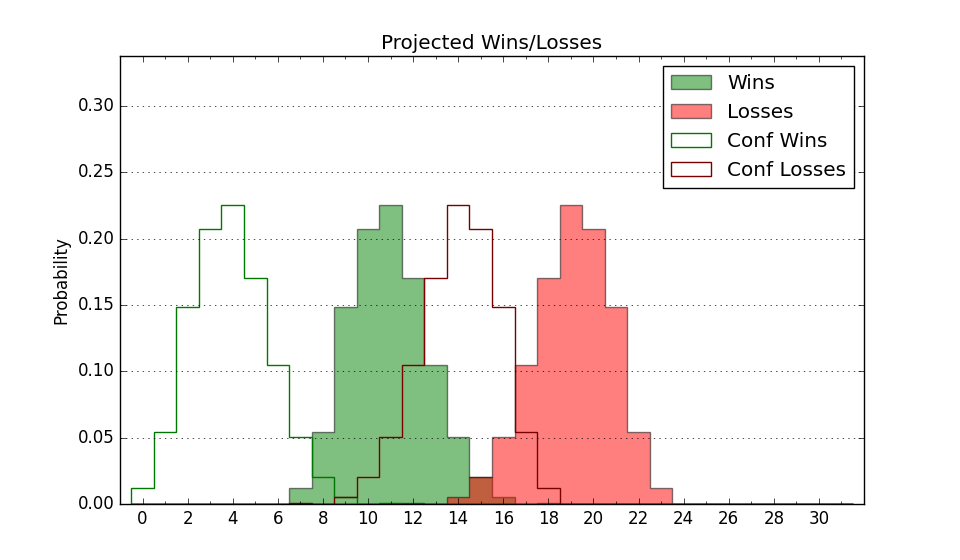 Projected Wins/Losses
Wins
Losses
Conf Wins
Conf Losses
Probability
0.30
0.25
0.20
0.15
0.10
0.05
0.00
0 2 4 6 8 10 12 14 16 18 20 22 24 26 28 30